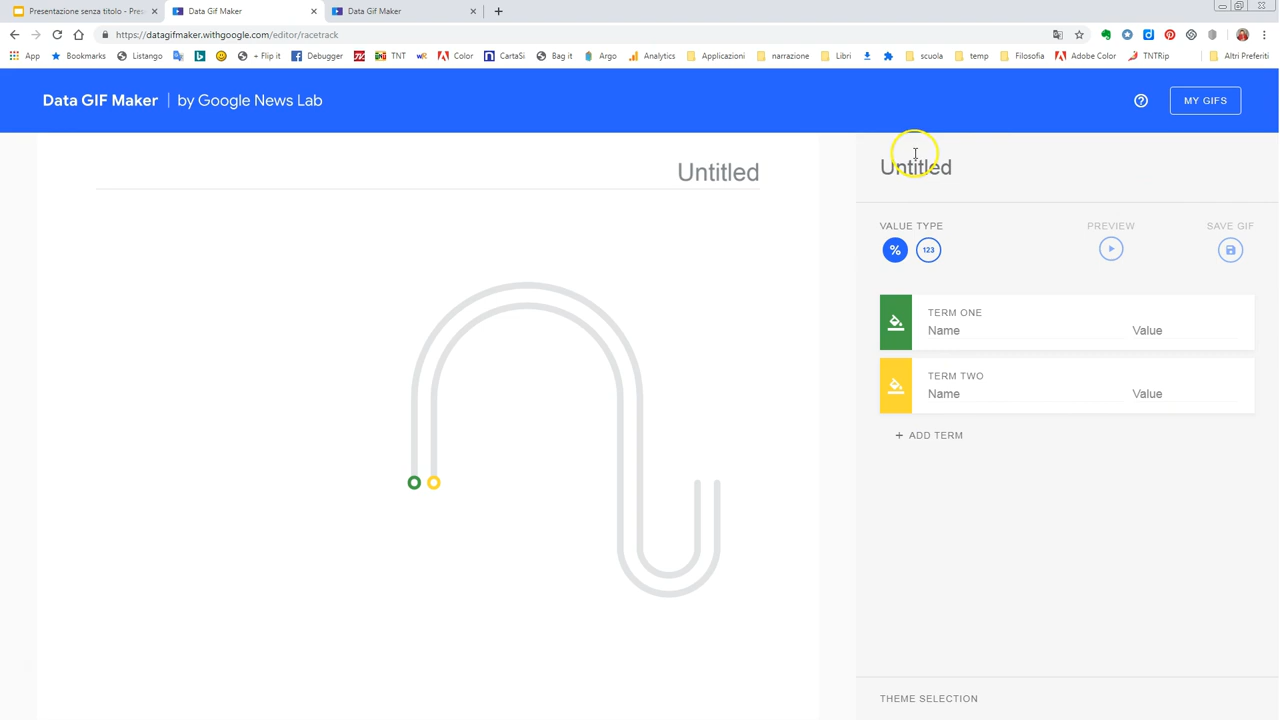 Presentazione senza titolo - Pres
Data Gif Maker
Data Gif Maker
https://datagifmaker.withgoogle.com/editor/racetrack
App
Bookmarks
Listango
+ Flip it
Debugger
TNT
Color
CartaSi
Bag it
Argo
Analytics
Applicazioni
narrazione
Libri
scuola
temp
Filosofia
Adobe Color
TNTRip
Altri Preferiti
Data GIF Maker | by Google News Lab
MY GIFS
Untitled
Untitled
VALUE TYPE
PREVIEW
SAVE GIF
%
123
TERM ONE
Name
Value
TERM TWO
Name
Value
+ ADD TERM
THEME SELECTION